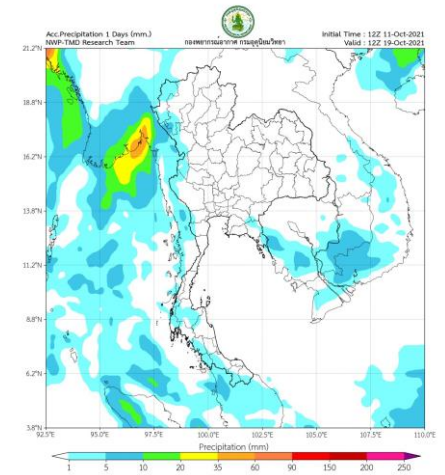 Acc.Precipitation 1 Days (mm.)
Initial Time : 12Z 11-Oct-2021
NWP-TMD Research Team
กองพยากรณ์อากาศ กรมอุตุนิยมวิทยา
Valid : 12Z 19-Oct-2021
21.2°N
18.8°N
16.2°N
13.8°N
11.2°N
8.8°N
6.2°N
3.8°N
92.5°E 95.0°E 97.5°E 100.0°E 102.5°E 105.0°E 107.5°E 110.0°E
Precipitation (mm)
1 5 10 20 35 60 90 150 200 250